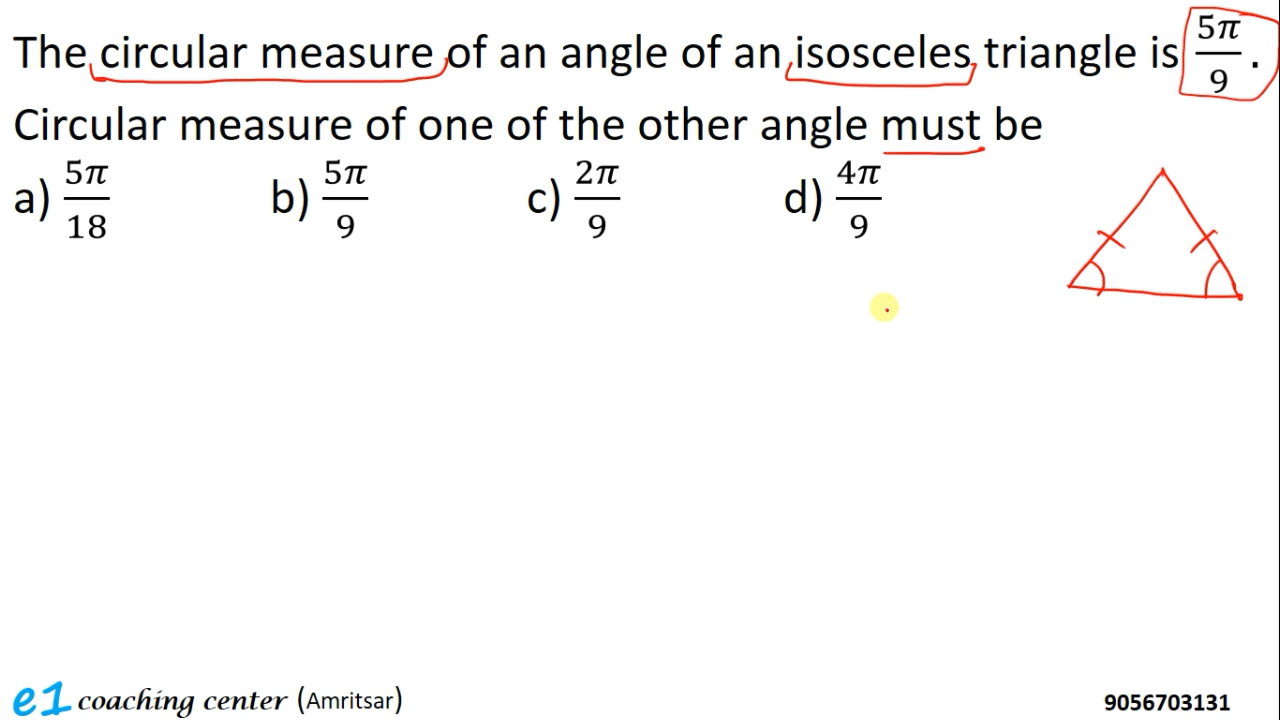 The circular measure of an angle of an isosceles triangle is 5π/9.
Circular measure of one of the other angle must be
a) 5π/18 b) 5π/9 c) 2π/9 d) 4π/9
e1 coaching center (Amritsar) 9056703131